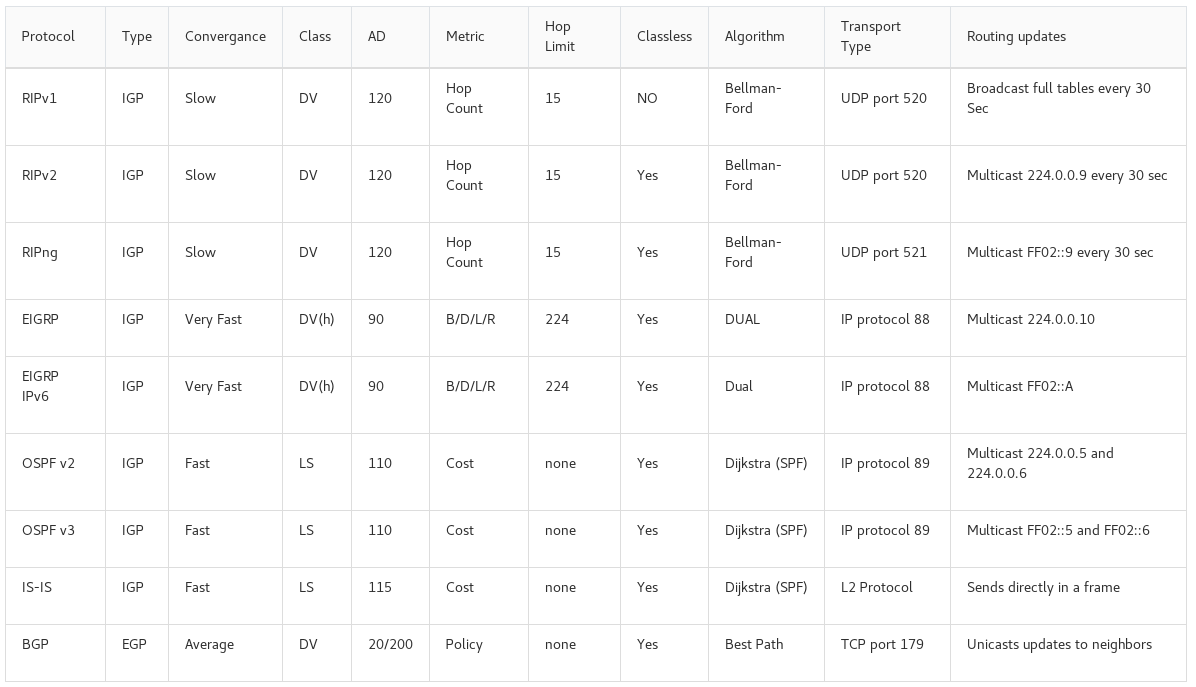 Protocol Type Convergance Class AD Metric Hop Limit Classless Algorithm Transport Type Routing updates
RIPv1 IGP Slow DV 120 Hop Count 15 NO Bellman-Ford UDP port 520 Broadcast full tables every 30 Sec
RIPv2 IGP Slow DV 120 Hop Count 15 Yes Bellman-Ford UDP port 520 Multicast 224.0.0.9 every 30 sec
RIPng IGP Slow DV 120 Hop Count 15 Yes Bellman-Ford UDP port 521 Multicast FF02::9 every 30 sec
EIGRP IGP Very Fast DV(h) 90 B/D/L/R 224 Yes DUAL IP protocol 88 Multicast 224.0.0.10
EIGRP IPv6 IGP Very Fast DV(h) 90 B/D/L/R 224 Yes Dual IP protocol 88 Multicast FF02::A
OSPF v2 IGP Fast LS 110 Cost none Yes Dijkstra (SPF) IP protocol 89 Multicast 224.0.0.5 and 224.0.0.6
OSPF v3 IGP Fast LS 110 Cost none Yes Dijkstra (SPF) IP protocol 89 Multicast FF02::5 and FF02::6
IS-IS IGP Fast LS 115 Cost none Yes Dijkstra (SPF) L2 Protocol Sends directly in a frame
BGP EGP Average DV 20/200 Policy none Yes Best Path TCP port 179 Unicasts updates to neighbors